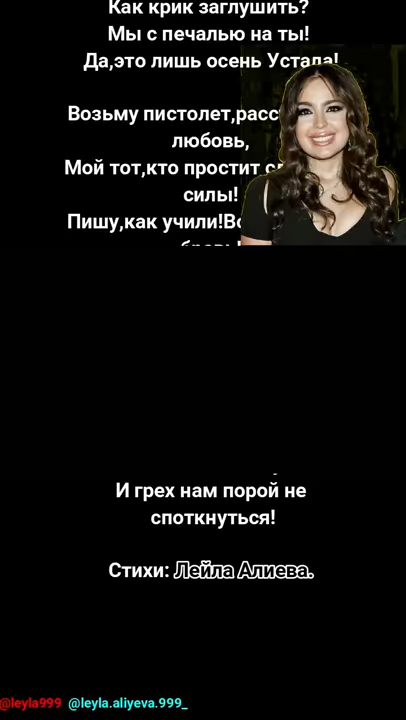 Как крик заглушить?
Мы с печалью на ты!
Да,это лишь осень Устала!
Возьму пистолет,расс
любовь,
Мой тот,кто простит
силы!
Пишу,как учили!
И грех нам порой не
споткнуться!
Стихи: Лейла Алиева.
@leyla999 @leyla.aliyeva.999_